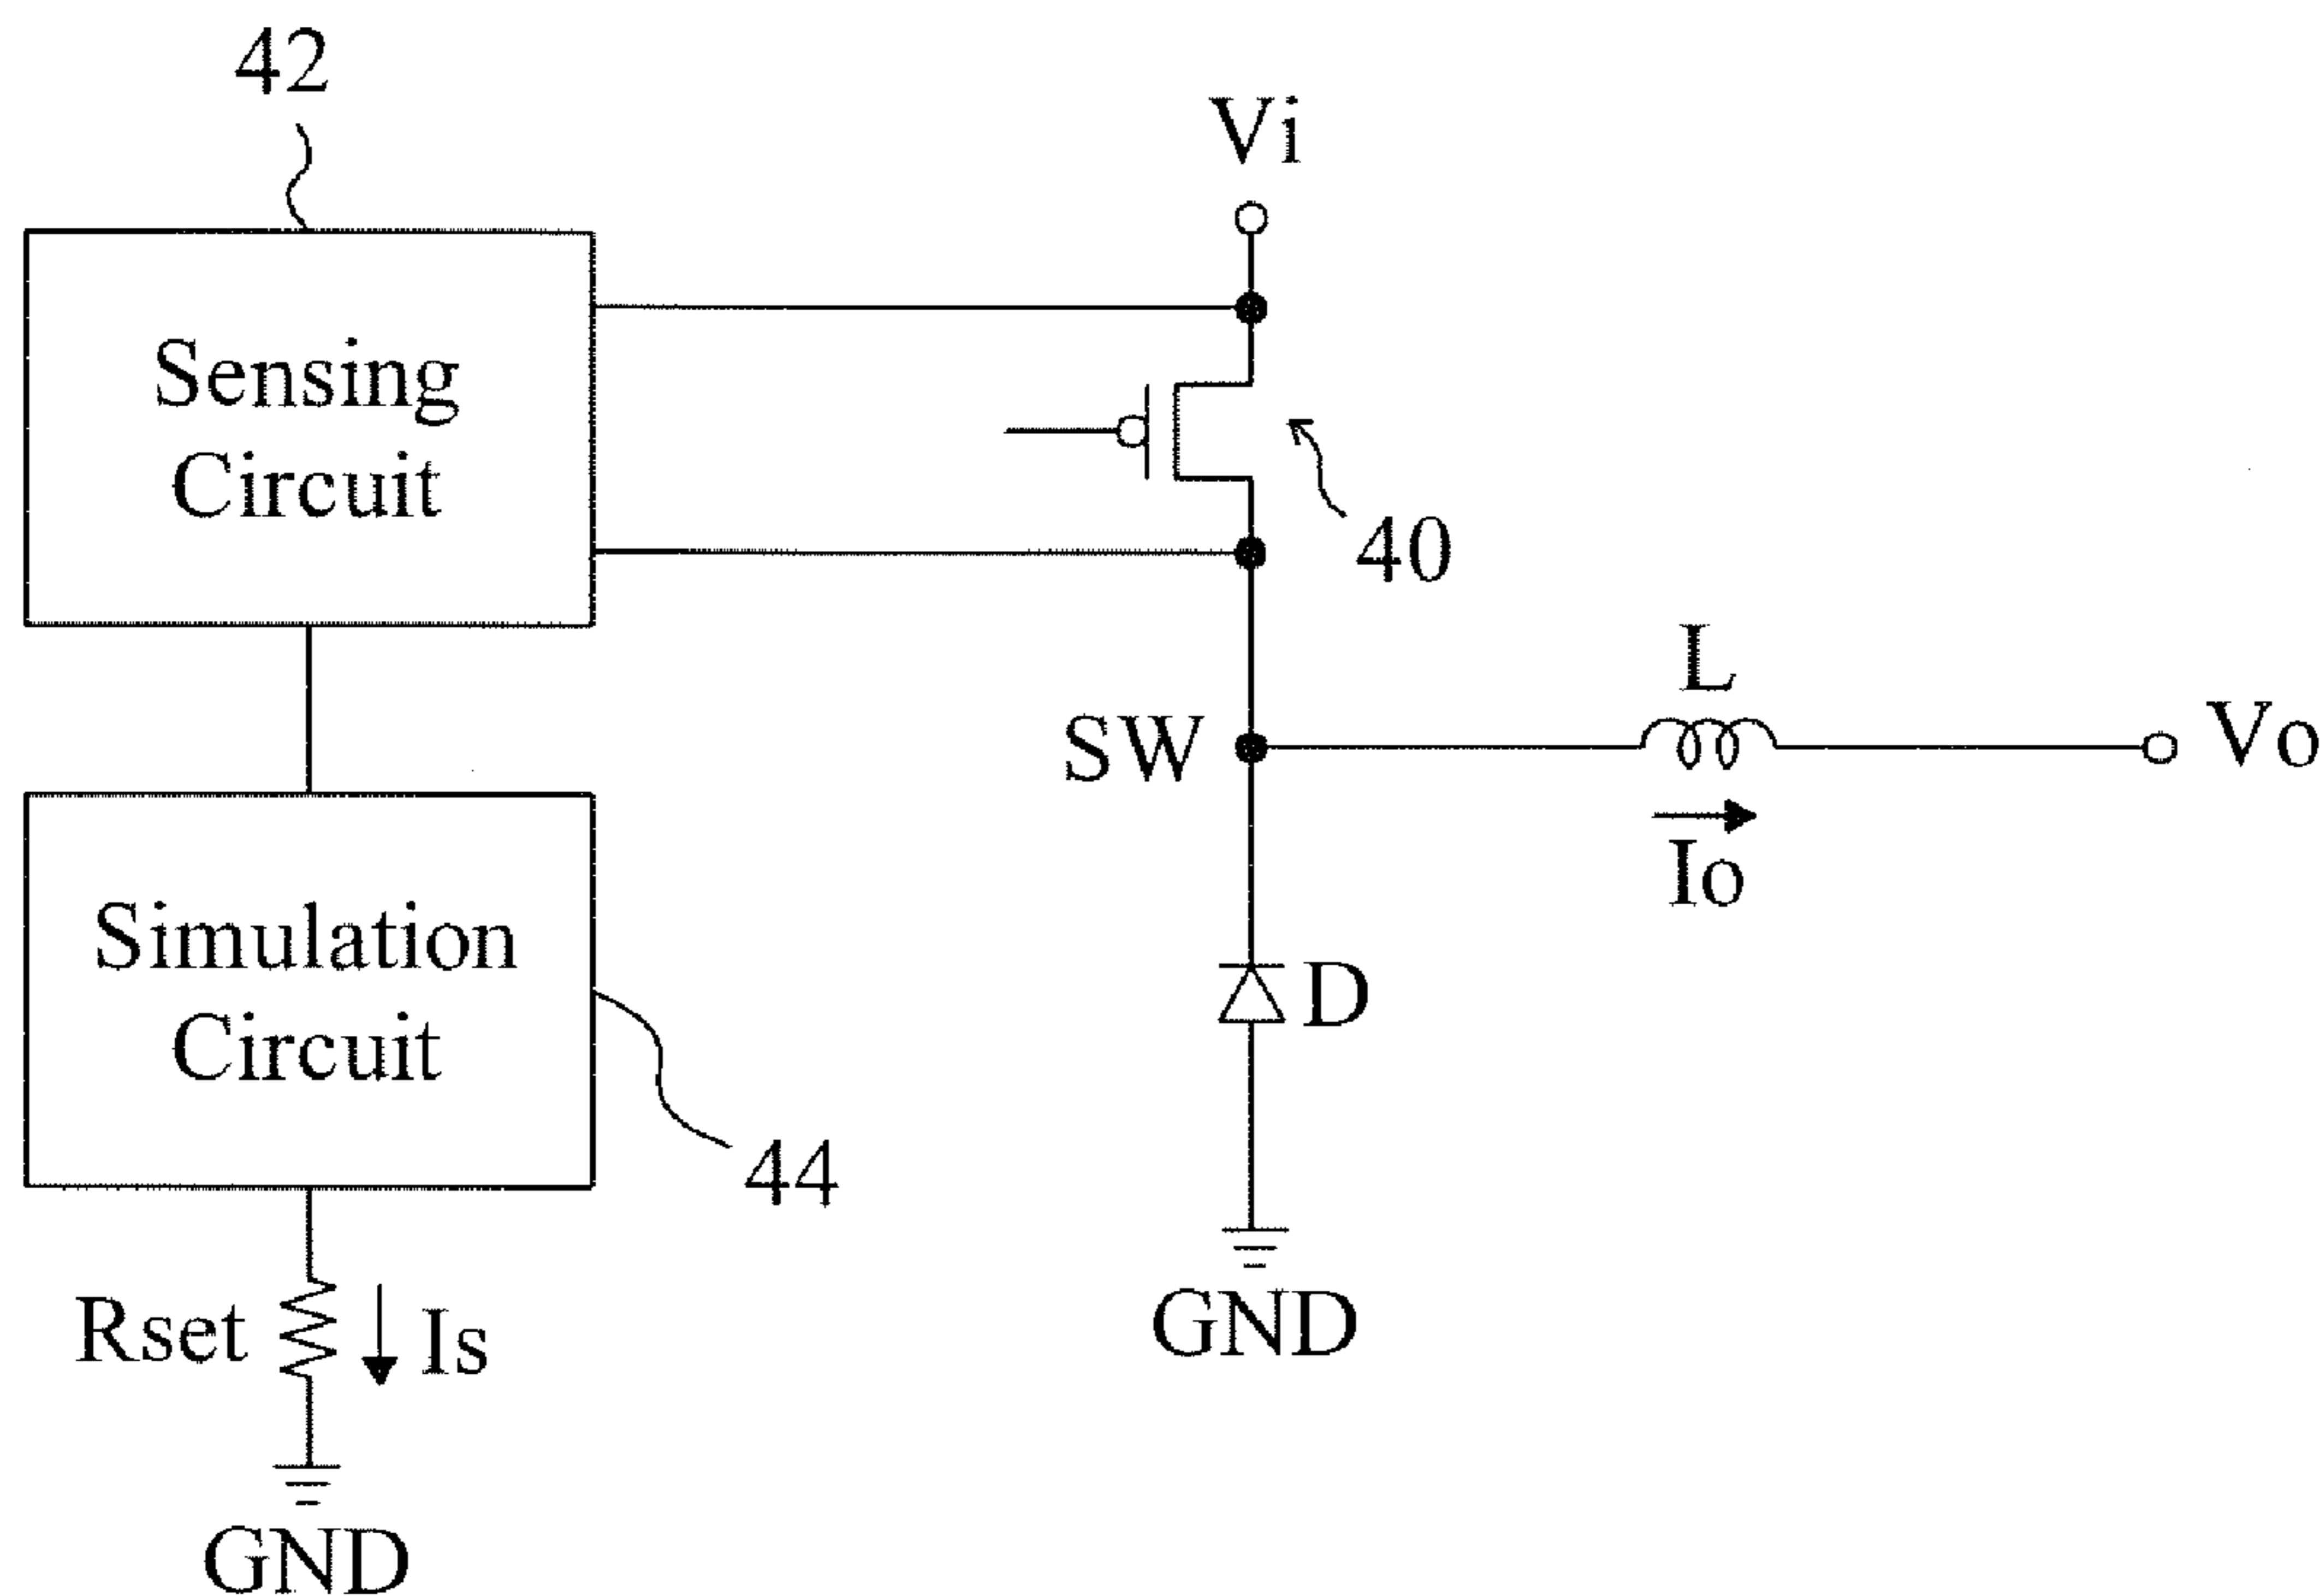 42
Vi
Sensing
Circuit
40
L
SW
Vo
Io
Simulation
Circuit
D
44
Rset
Is
GND
GND